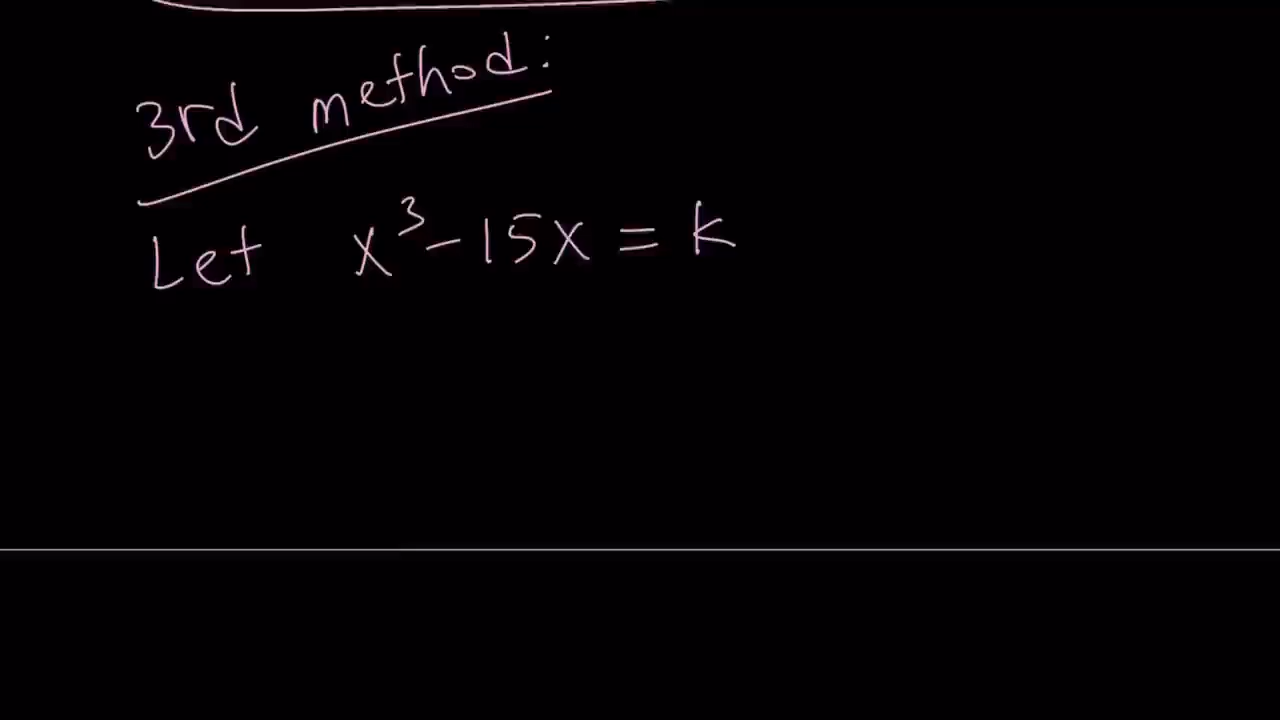 3rd method:
Let x³-15x = k